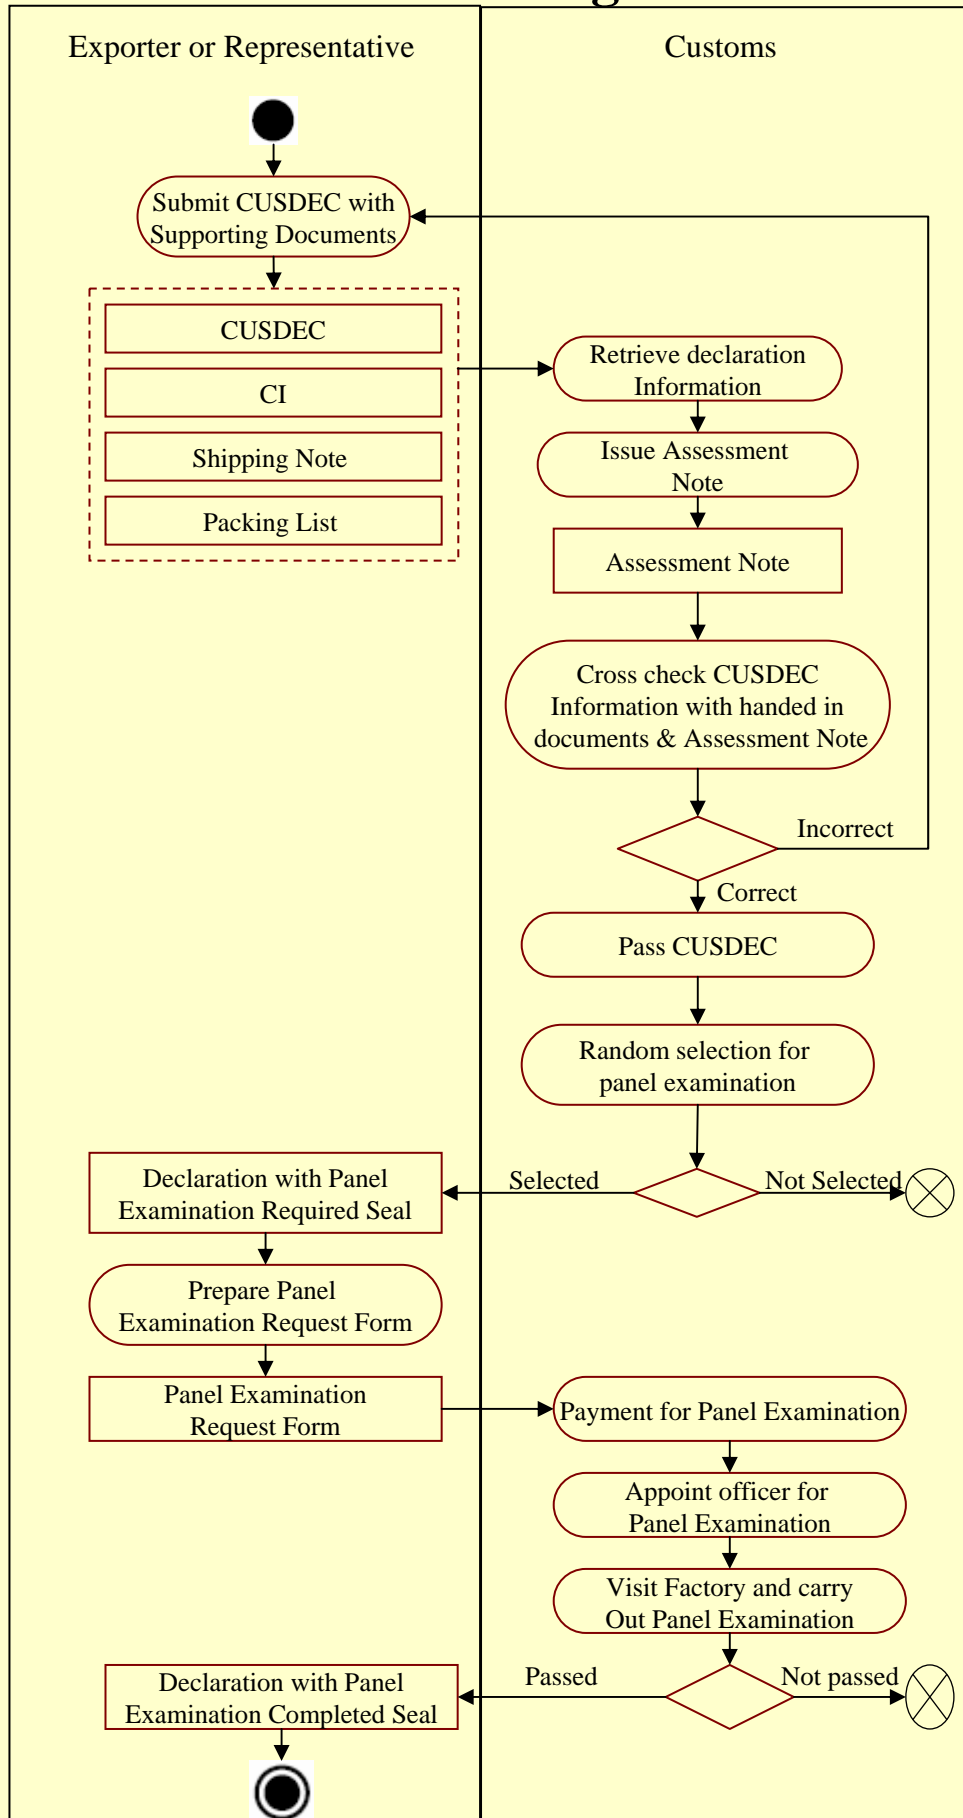 Exporter or Representative
Customs
Submit CUSDEC with
Supporting Documents
CUSDEC
CI
Shipping Note
Packing List
Retrieve declaration
Information
Issue Assessment
Note
Assessment Note
Cross check CUSDEC
Information with handed in
documents & Assessment Note
Incorrect
Correct
Pass CUSDEC
Random selection for
panel examination
Selected
Not Selected
Declaration with Panel
Examination Required Seal
Prepare Panel
Examination Request Form
Panel Examination
Request Form
Payment for Panel Examination
Appoint officer for
Panel Examination
Visit Factory and carry
Out Panel Examination
Passed
Not passed
Declaration with Panel
Examination Completed Seal